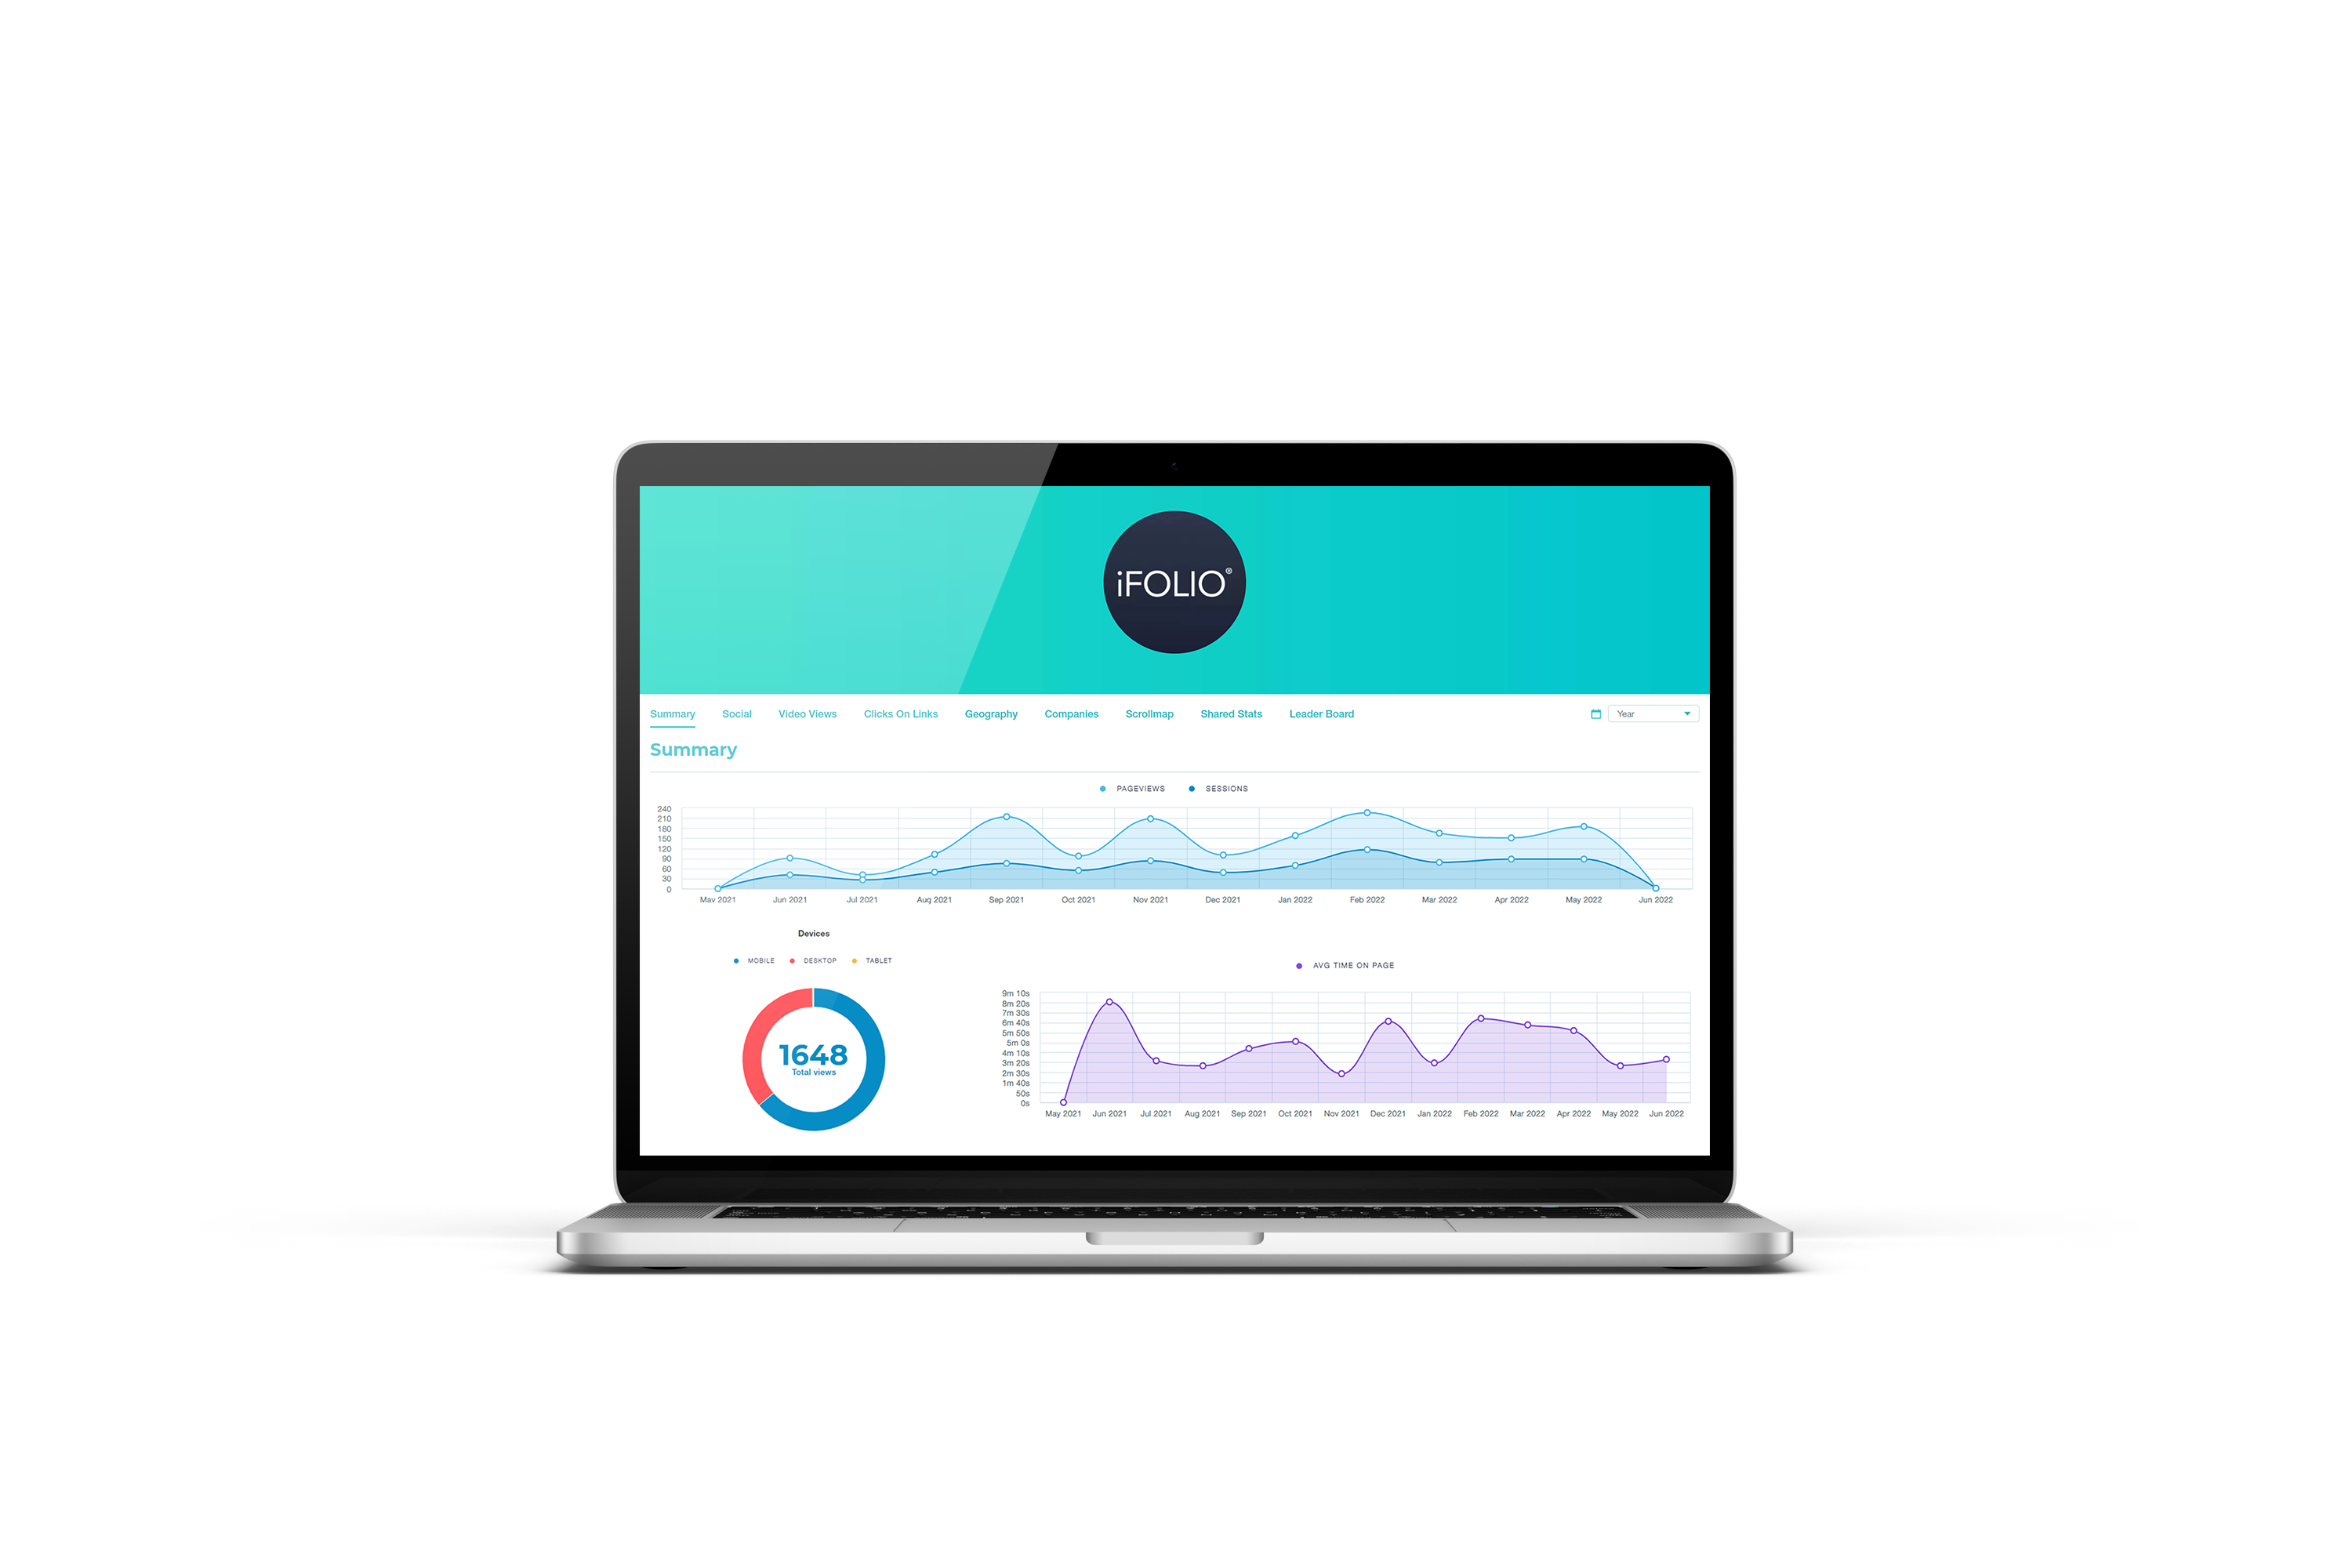 iFOLIO®
Summary Social Video Views Clicks On Links Geography Companies Scrollmap Shared Stats Leader Board Year
Summary
PAGEVIEWS SESSIONS
240
210
180
150
120
90
60
30
0
May 2021 Jun 2021 Jul 2021 Aug 2021 Sep 2021 Oct 2021 Nov 2021 Dec 2021 Jan 2022 Feb 2022 Mar 2022 Apr 2022 May 2022 Jun 2022
Devices
MOBILE DESKTOP TABLET
1648
Total views
AVG TIME ON PAGE
9m 10s
8m 20s
7m 30s
6m 40s
5m 50s
5m 0s
4m 10s
3m 20s
2m 30s
1m 40s
50s
0s
May 2021 Jun 2021 Jul 2021 Aug 2021 Sep 2021 Oct 2021 Nov 2021 Dec 2021 Jan 2022 Feb 2022 Mar 2022 Apr 2022 May 2022 Jun 2022